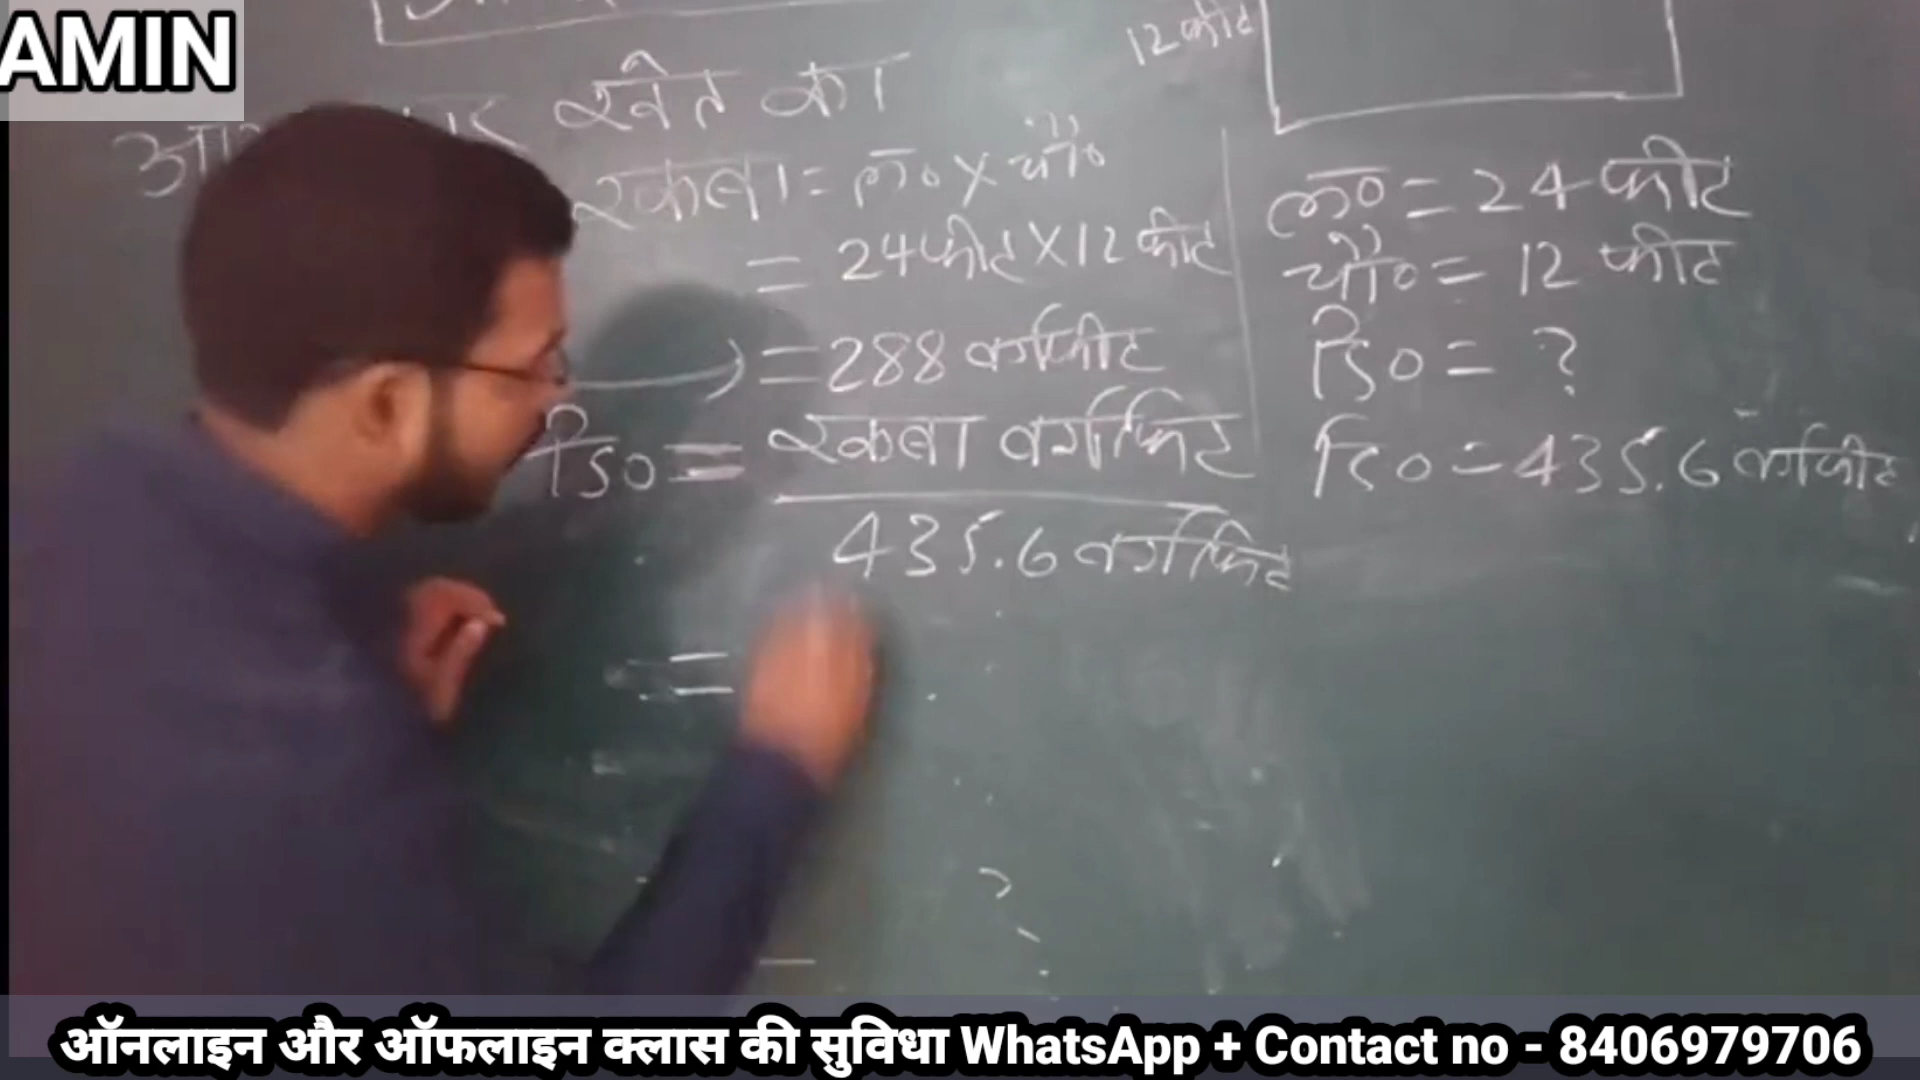 AMIN
12 फीट
खेत का
रकबा = ल० X चौ०
= 24 फीट X 12 फीट
= 288 वर्गफीट
डि० = रकबा वर्गफिट
435.6 वर्गफिट
=
ल० = 24 फीट
चौ० = 12 फीट
डि० = ?
डि० = 435.6 वर्गफीट
ऑनलाइन और ऑफलाइन क्लास की सुविधा WhatsApp + Contact no - 8406979706